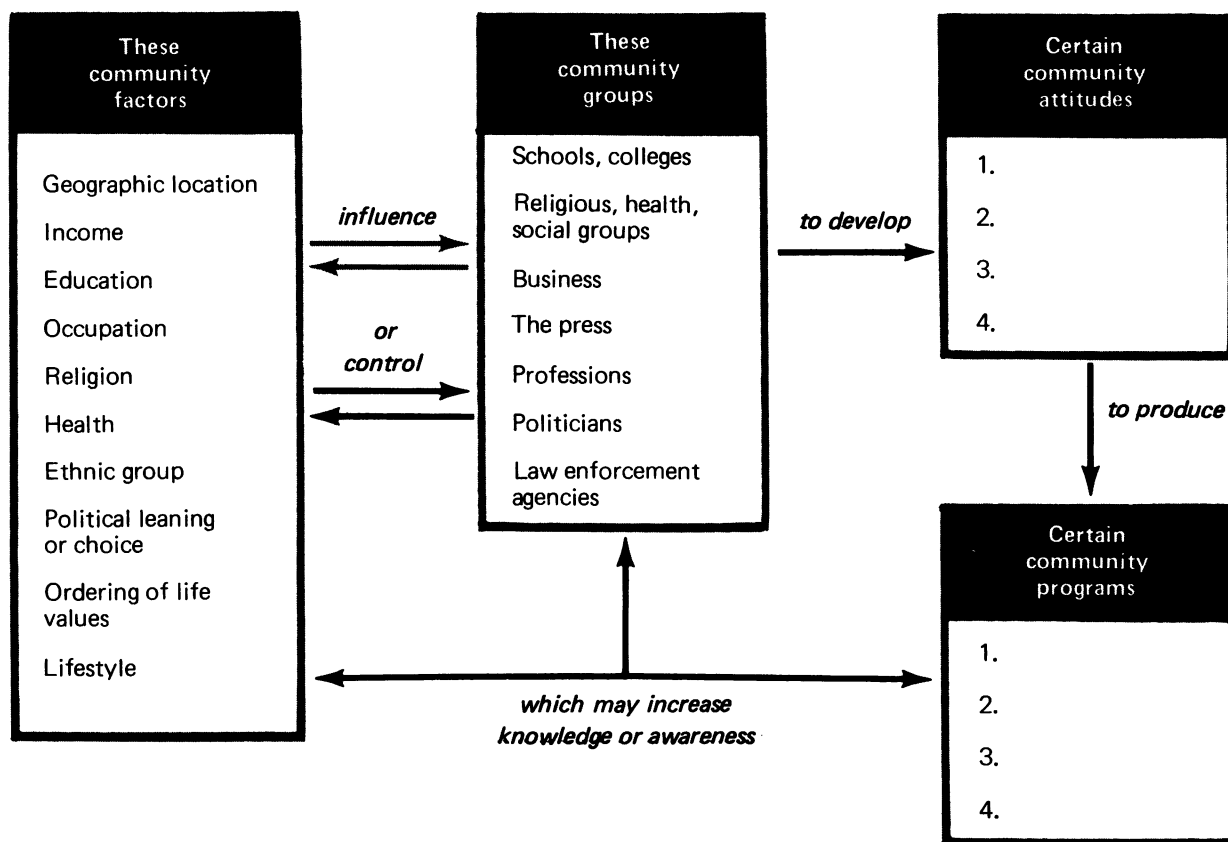 These
community
factors
Geographic location
Income
Education
Occupation
Religion
Health
Ethnic group
Political leaning
or choice
Ordering of life
values
Lifestyle
influence
or
control
These
community
groups
Schools, colleges
Religious, health,
social groups
Business
The press
Professions
Politicians
Law enforcement
agencies
to develop
Certain
community
attitudes
1.
2.
3.
4.
to produce
Certain
community
programs
1.
2.
3.
4.
which may increase
knowledge or awareness